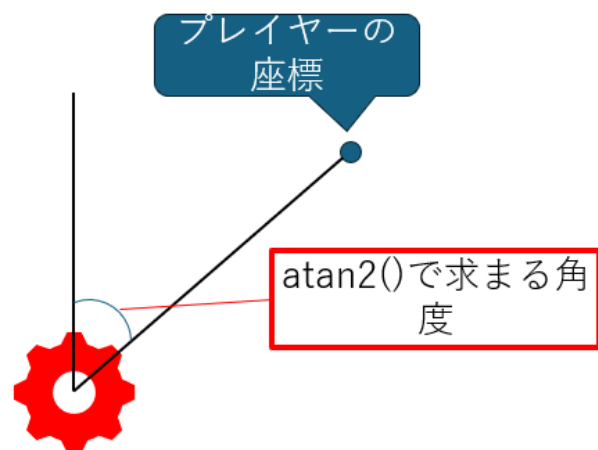 プレイヤーの
座標
atan2()で求まる角
度